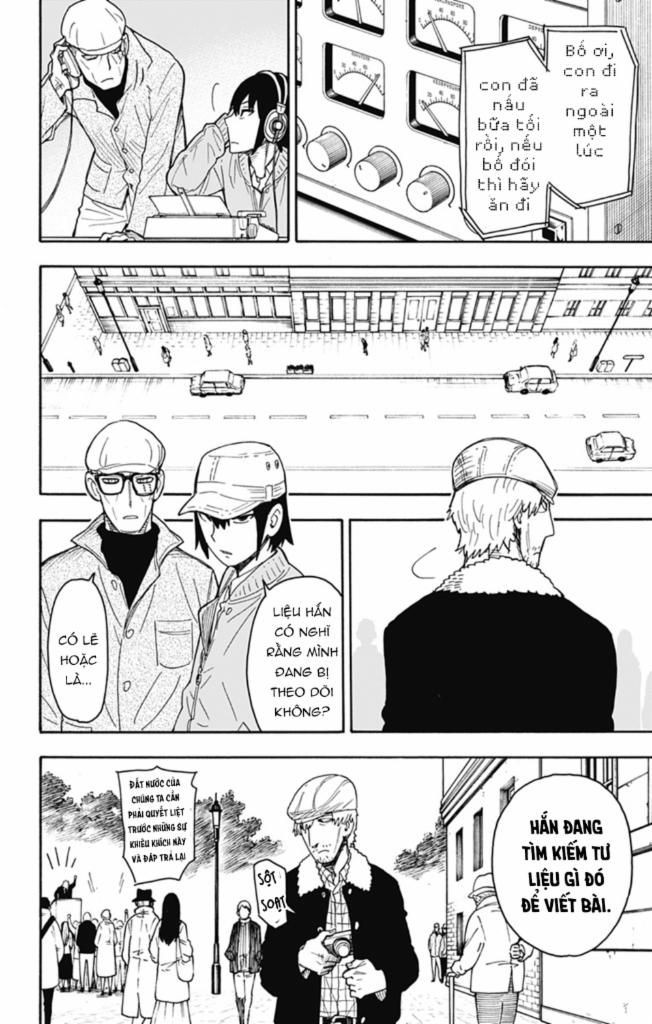 Bố ơi,
con đi
ra
ngoài
một
lúc
con đã
nấu
bữa tối
rồi, nếu
bố đói
thì hãy
ăn đi
LIỆU HẮN
CÓ NGHĨ
RẰNG MÌNH
ĐANG BỊ
THEO DÕI
KHÔNG?
CÓ LẼ
HOẶC
LÀ...
HẮN ĐANG
TÌM KIẾM TƯ
LIỆU GÌ ĐÓ
ĐỂ VIẾT BÀI.
SỘT
SOẠT
ĐẤT NƯỚC CỦA
CHÚNG TA CẦN
PHẢI QUYẾT LIỆT
TRƯỚC NHỮNG SỰ
KHIÊU KHÍCH NÀY
VÀ ĐÁP TRẢ LẠI